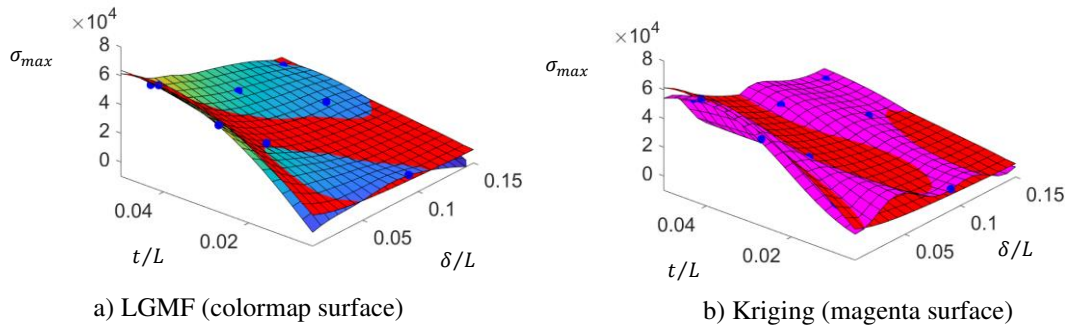 ×10⁴
σmax
8
6
4
2
0
0.04
0.02
t/L
0.05
0.1
0.15
δ/L
a) LGMF (colormap surface)
×10⁴
σmax
8
6
4
2
0
0.04
0.02
t/L
0.05
0.1
0.15
δ/L
b) Kriging (magenta surface)